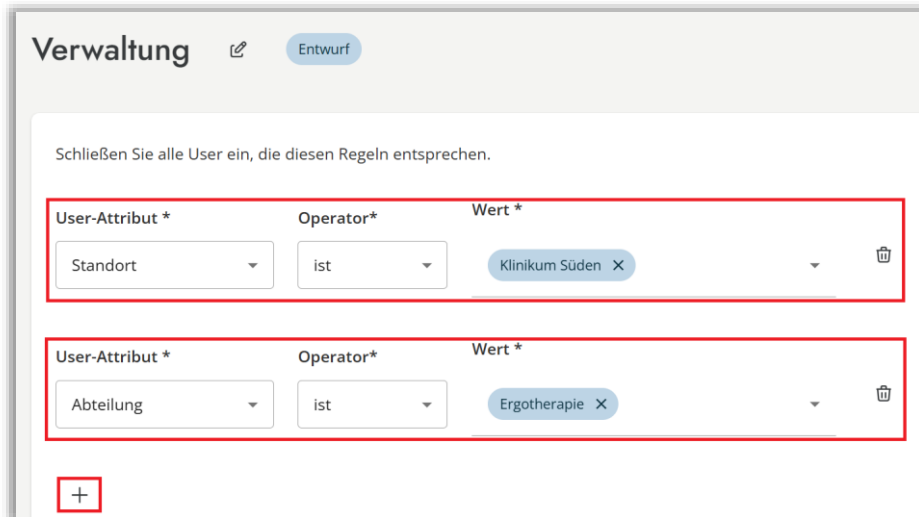 Verwaltung Entwurf
Schließen Sie alle User ein, die diesen Regeln entsprechen.
User-Attribut * Operator* Wert *
Standort ist Klinikum Süden ×
User-Attribut * Operator* Wert *
Abteilung ist Ergotherapie ×
+